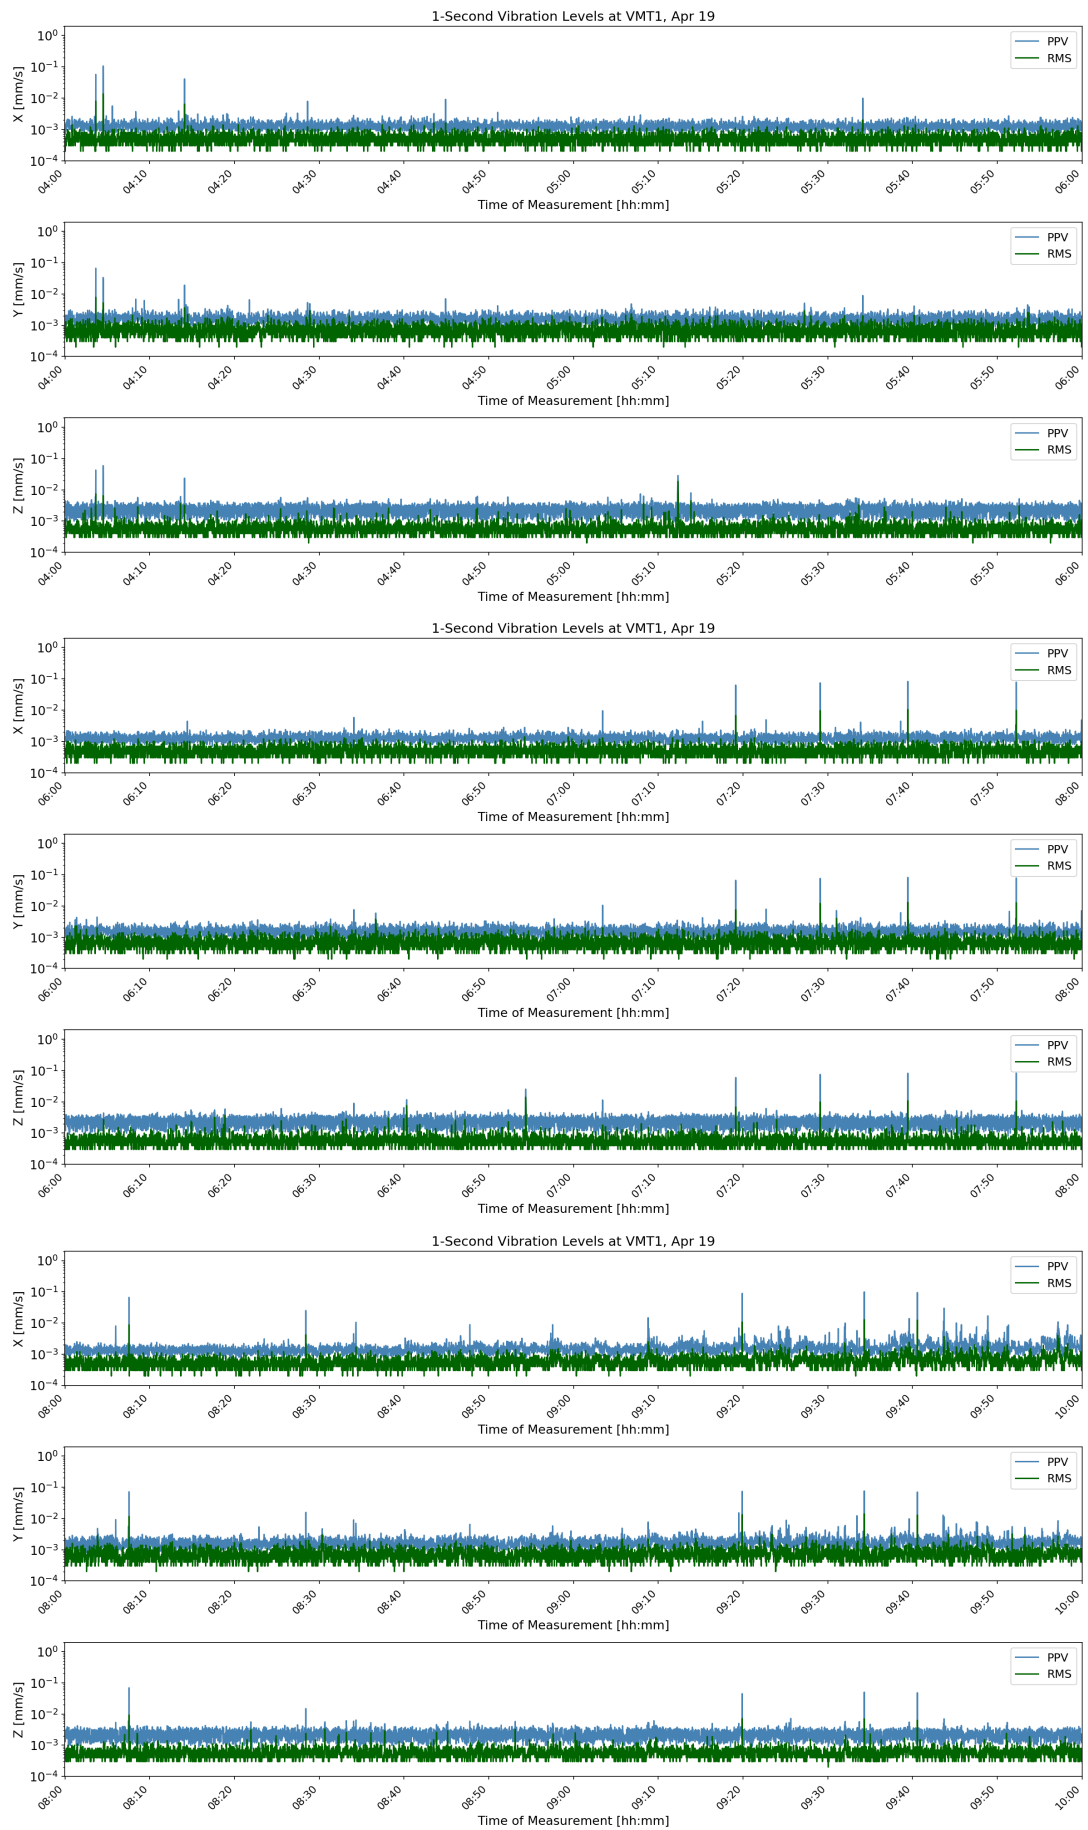 1-Second Vibration Levels at VMT1, Apr 19
X [mm/s]
10⁰
10⁻¹
10⁻²
10⁻³
10⁻⁴
PPV
RMS
04:00 04:10 04:20 04:30 04:40 04:50 05:00 05:10 05:20 05:30 05:40 05:50 06:00
Time of Measurement [hh:mm]
Y [mm/s]
10⁰
10⁻¹
10⁻²
10⁻³
10⁻⁴
PPV
RMS
04:00 04:10 04:20 04:30 04:40 04:50 05:00 05:10 05:20 05:30 05:40 05:50 06:00
Time of Measurement [hh:mm]
Z [mm/s]
10⁰
10⁻¹
10⁻²
10⁻³
10⁻⁴
PPV
RMS
04:00 04:10 04:20 04:30 04:40 04:50 05:00 05:10 05:20 05:30 05:40 05:50 06:00
Time of Measurement [hh:mm]
1-Second Vibration Levels at VMT1, Apr 19
X [mm/s]
10⁰
10⁻¹
10⁻²
10⁻³
10⁻⁴
PPV
RMS
06:00 06:10 06:20 06:30 06:40 06:50 07:00 07:10 07:20 07:30 07:40 07:50 08:00
Time of Measurement [hh:mm]
Y [mm/s]
10⁰
10⁻¹
10⁻²
10⁻³
10⁻⁴
PPV
RMS
06:00 06:10 06:20 06:30 06:40 06:50 07:00 07:10 07:20 07:30 07:40 07:50 08:00
Time of Measurement [hh:mm]
Z [mm/s]
10⁰
10⁻¹
10⁻²
10⁻³
10⁻⁴
PPV
RMS
06:00 06:10 06:20 06:30 06:40 06:50 07:00 07:10 07:20 07:30 07:40 07:50 08:00
Time of Measurement [hh:mm]
1-Second Vibration Levels at VMT1, Apr 19
X [mm/s]
10⁰
10⁻¹
10⁻²
10⁻³
10⁻⁴
PPV
RMS
08:00 08:10 08:20 08:30 08:40 08:50 09:00 09:10 09:20 09:30 09:40 09:50 10:00
Time of Measurement [hh:mm]
Y [mm/s]
10⁰
10⁻¹
10⁻²
10⁻³
10⁻⁴
PPV
RMS
08:00 08:10 08:20 08:30 08:40 08:50 09:00 09:10 09:20 09:30 09:40 09:50 10:00
Time of Measurement [hh:mm]
Z [mm/s]
10⁰
10⁻¹
10⁻²
10⁻³
10⁻⁴
PPV
RMS
08:00 08:10 08:20 08:30 08:40 08:50 09:00 09:10 09:20 09:30 09:40 09:50 10:00
Time of Measurement [hh:mm]